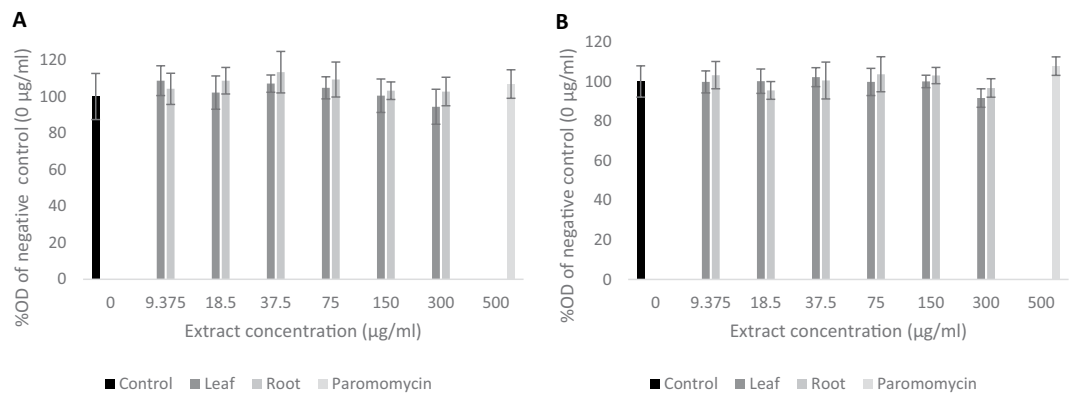 A
%OD of negative control (0 µg/ml)
120
100
80
60
40
20
0
0 9.375 18.5 37.5 75 150 300 500
Extract concentration (µg/ml)
Control Leaf Root Paromomycin
B
%OD of negative control (0 µg/ml)
120
100
80
60
40
20
0
0 9.375 18.5 37.5 75 150 300 500
Extract concentration (µg/ml)
Control Leaf Root Paromomycin